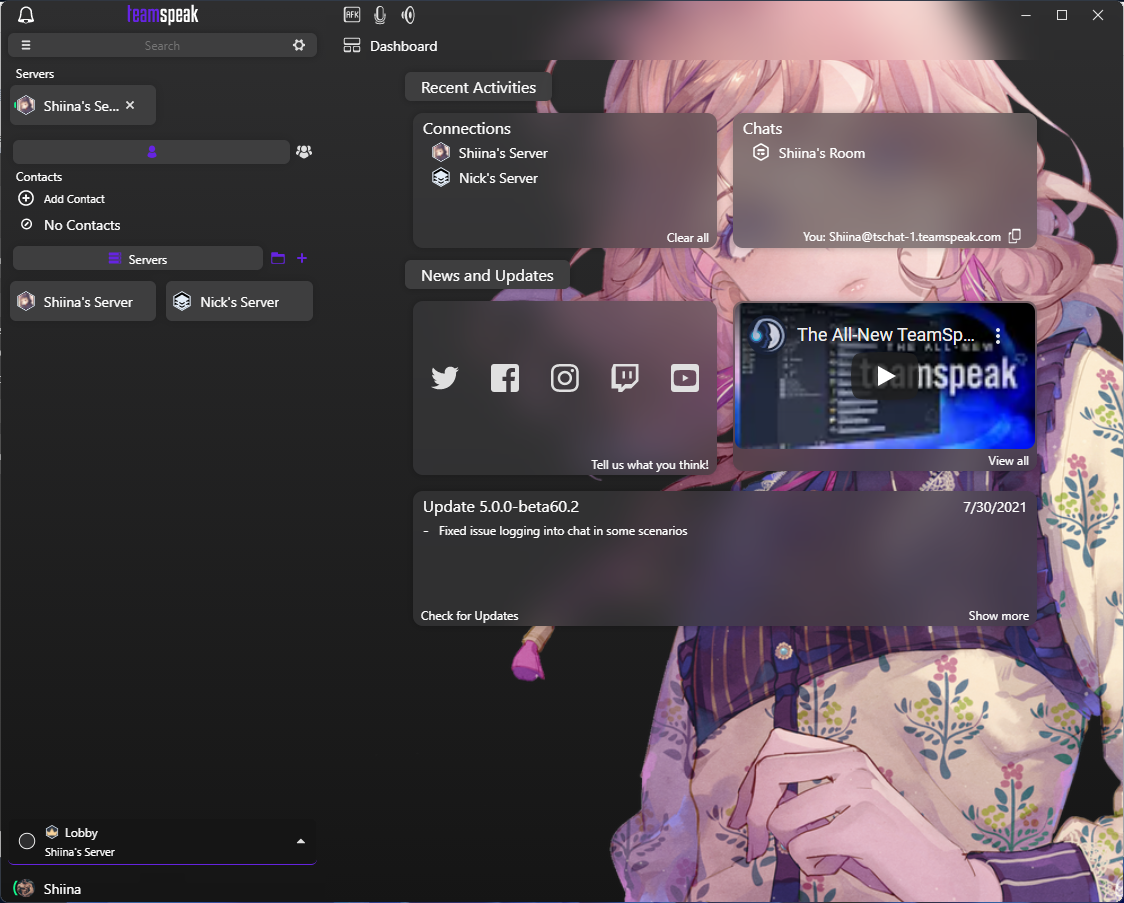 teamspeak
AFK
Search
Dashboard
Servers
Shiina's Se...
Contacts
Add Contact
No Contacts
Servers
Shiina's Server
Nick's Server
Recent Activities
Connections
Shiina's Server
Nick's Server
Clear all
Chats
Shiina's Room
You: Shiina@tschat-1.teamspeak.com
News and Updates
Tell us what you think!
The All-New TeamSp...
THE ALL-NEW
teamspeak
View all
Update 5.0.0-beta60.2
7/30/2021
- Fixed issue logging into chat in some scenarios
Check for Updates
Show more
Lobby
Shiina's Server
Shiina